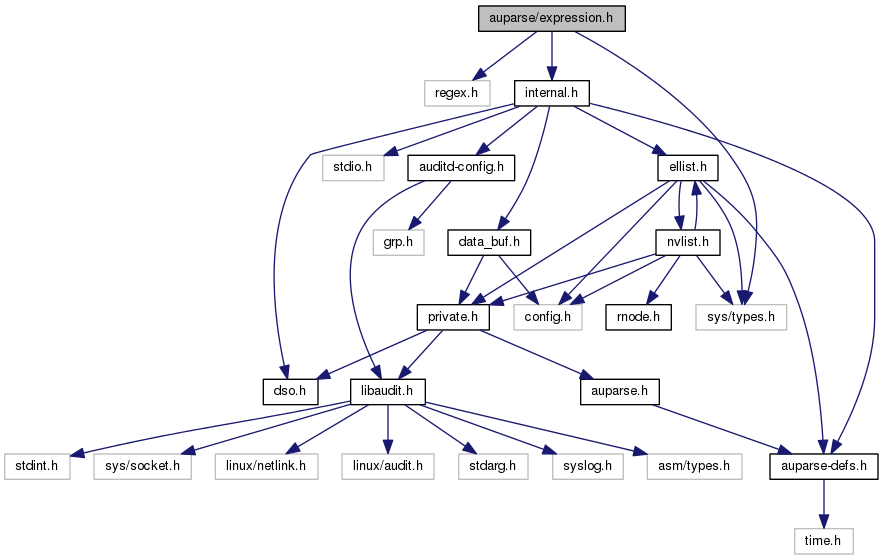 auparse/expression.h
regex.h
internal.h
stdio.h
auditd-config.h
ellist.h
grp.h
data_buf.h
nvlist.h
private.h
config.h
rnode.h
sys/types.h
dso.h
libaudit.h
auparse.h
stdint.h
sys/socket.h
linux/netlink.h
linux/audit.h
stdarg.h
syslog.h
asm/types.h
auparse-defs.h
time.h